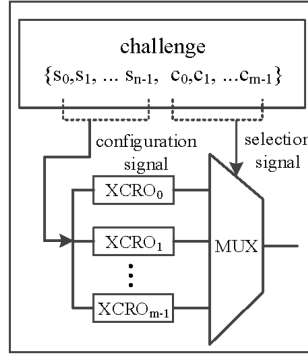 challenge
{s₀,s₁, ... sₙ₋₁, c₀,c₁, ...cₘ₋₁}
configuration
signal
selection
signal
XCRO₀
XCRO₁
XCROₘ₋₁
MUX